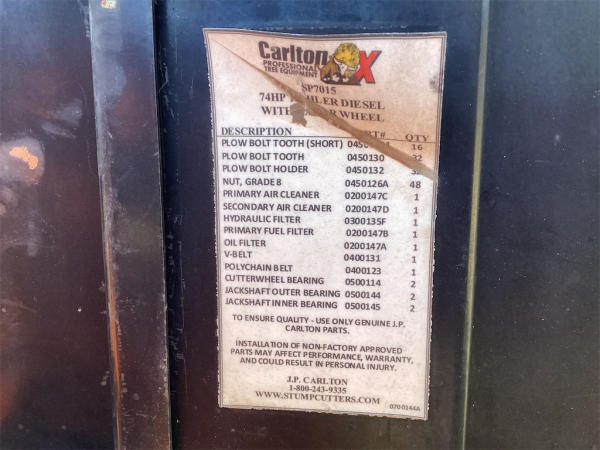 Carlton X
PROFESSIONAL
TREE EQUIPMENT
SP7015
74HP DIESEL
WITH WHEEL
DESCRIPTION QTY
PLOW BOLT TOOTH (SHORT) 16
PLOW BOLT TOOTH 0450130 32
PLOW BOLT HOLDER 0450132
NUT, GRADE 8 0450126A 48
PRIMARY AIR CLEANER 0200147C 1
SECONDARY AIR CLEANER 0200147D 1
HYDRAULIC FILTER 0300135F 1
PRIMARY FUEL FILTER 0200147B 1
OIL FILTER 0200147A 1
V-BELT 0400131 1
POLYCHAIN BELT 0400123 1
CUTTERWHEEL BEARING 0500114 2
JACKSHAFT OUTER BEARING 0500144 2
JACKSHAFT INNER BEARING 0500145 2
TO ENSURE QUALITY - USE ONLY GENUINE J.P.
CARLTON PARTS.
INSTALLATION OF NON-FACTORY APPROVED
PARTS MAY AFFECT PERFORMANCE, WARRANTY,
AND COULD RESULT IN PERSONAL INJURY.
J.P. CARLTON
1-800-243-9335
WWW.STUMPCUTTERS.COM
0700144A